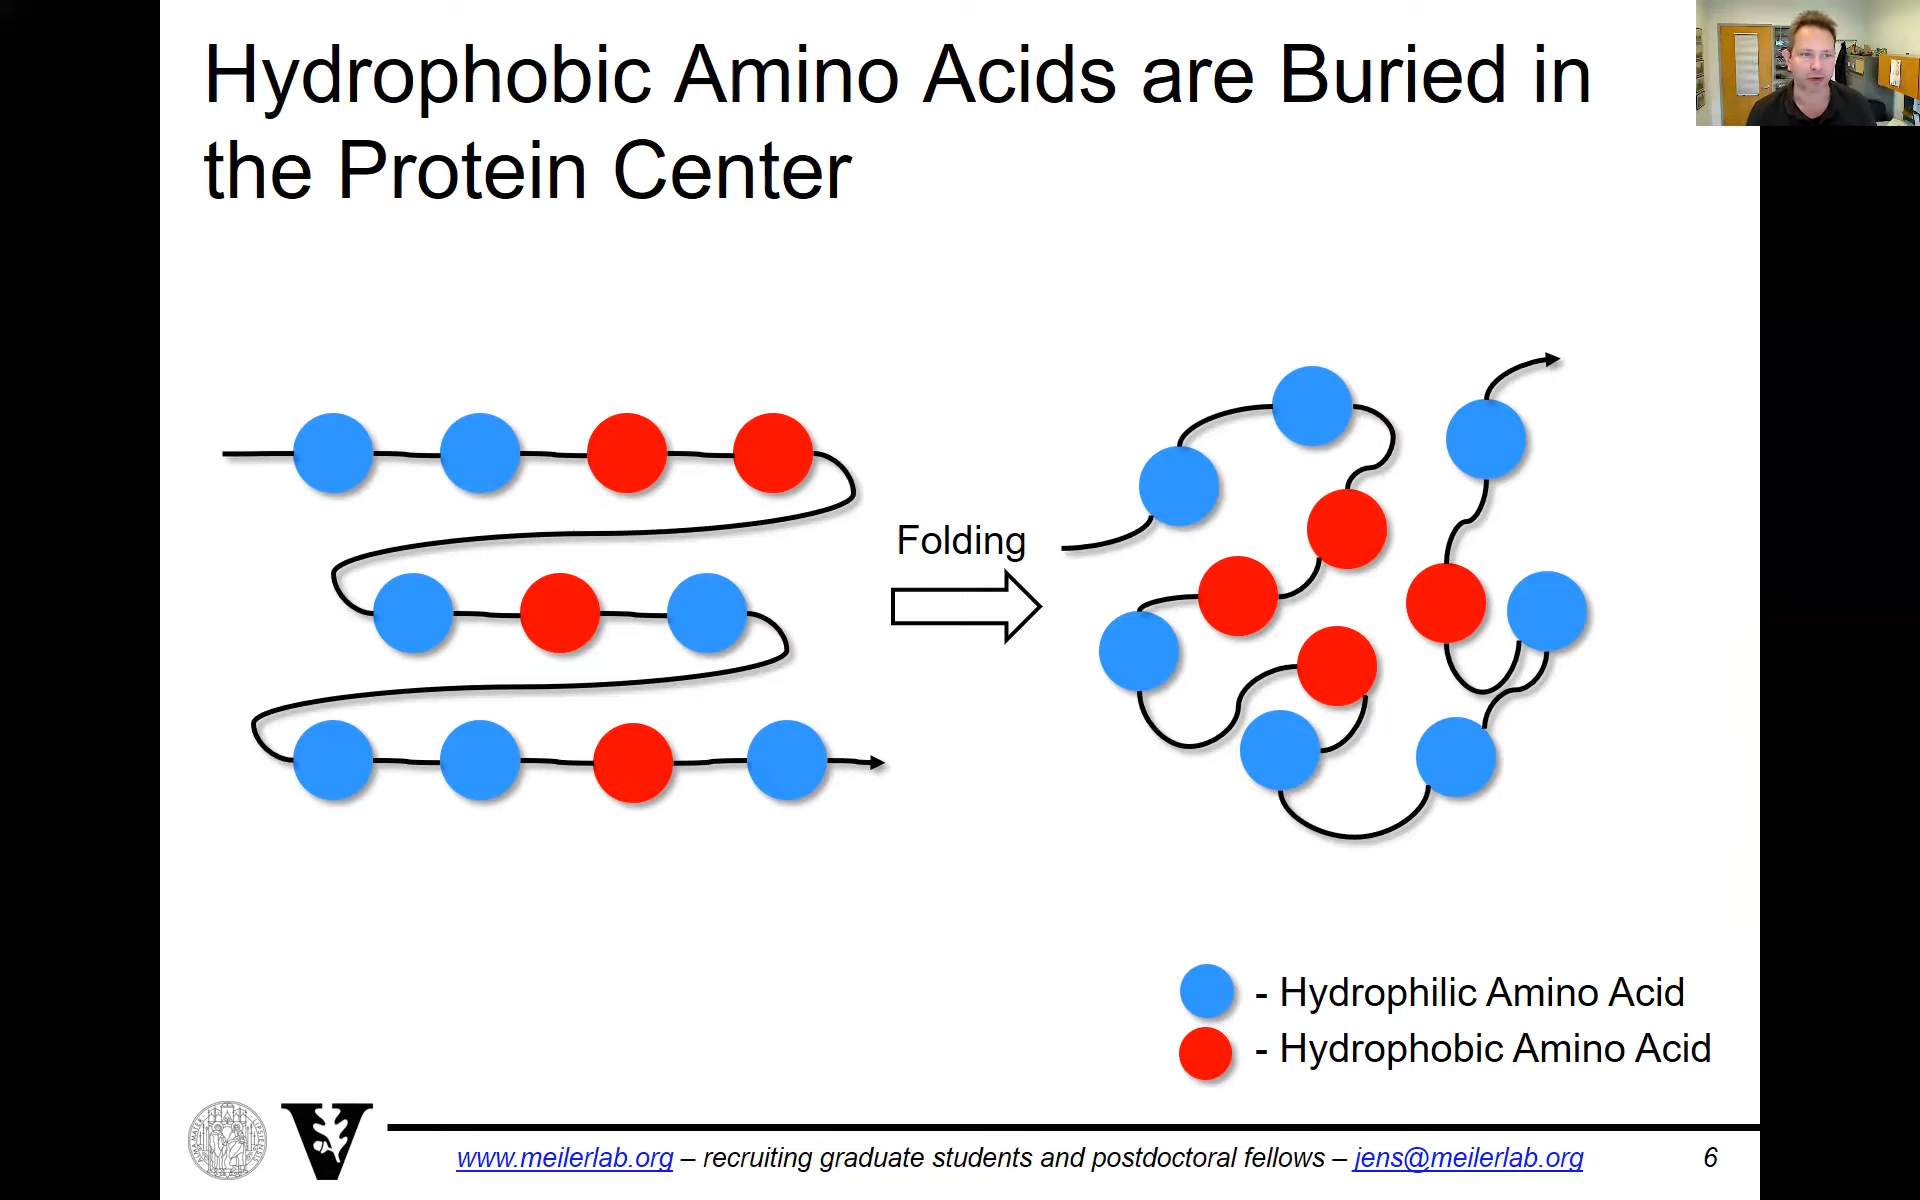 Hydrophobic Amino Acids are Buried in
the Protein Center
Folding
- Hydrophilic Amino Acid
- Hydrophobic Amino Acid
www.meilerlab.org – recruiting graduate students and postdoctoral fellows – jens@meilerlab.org
6